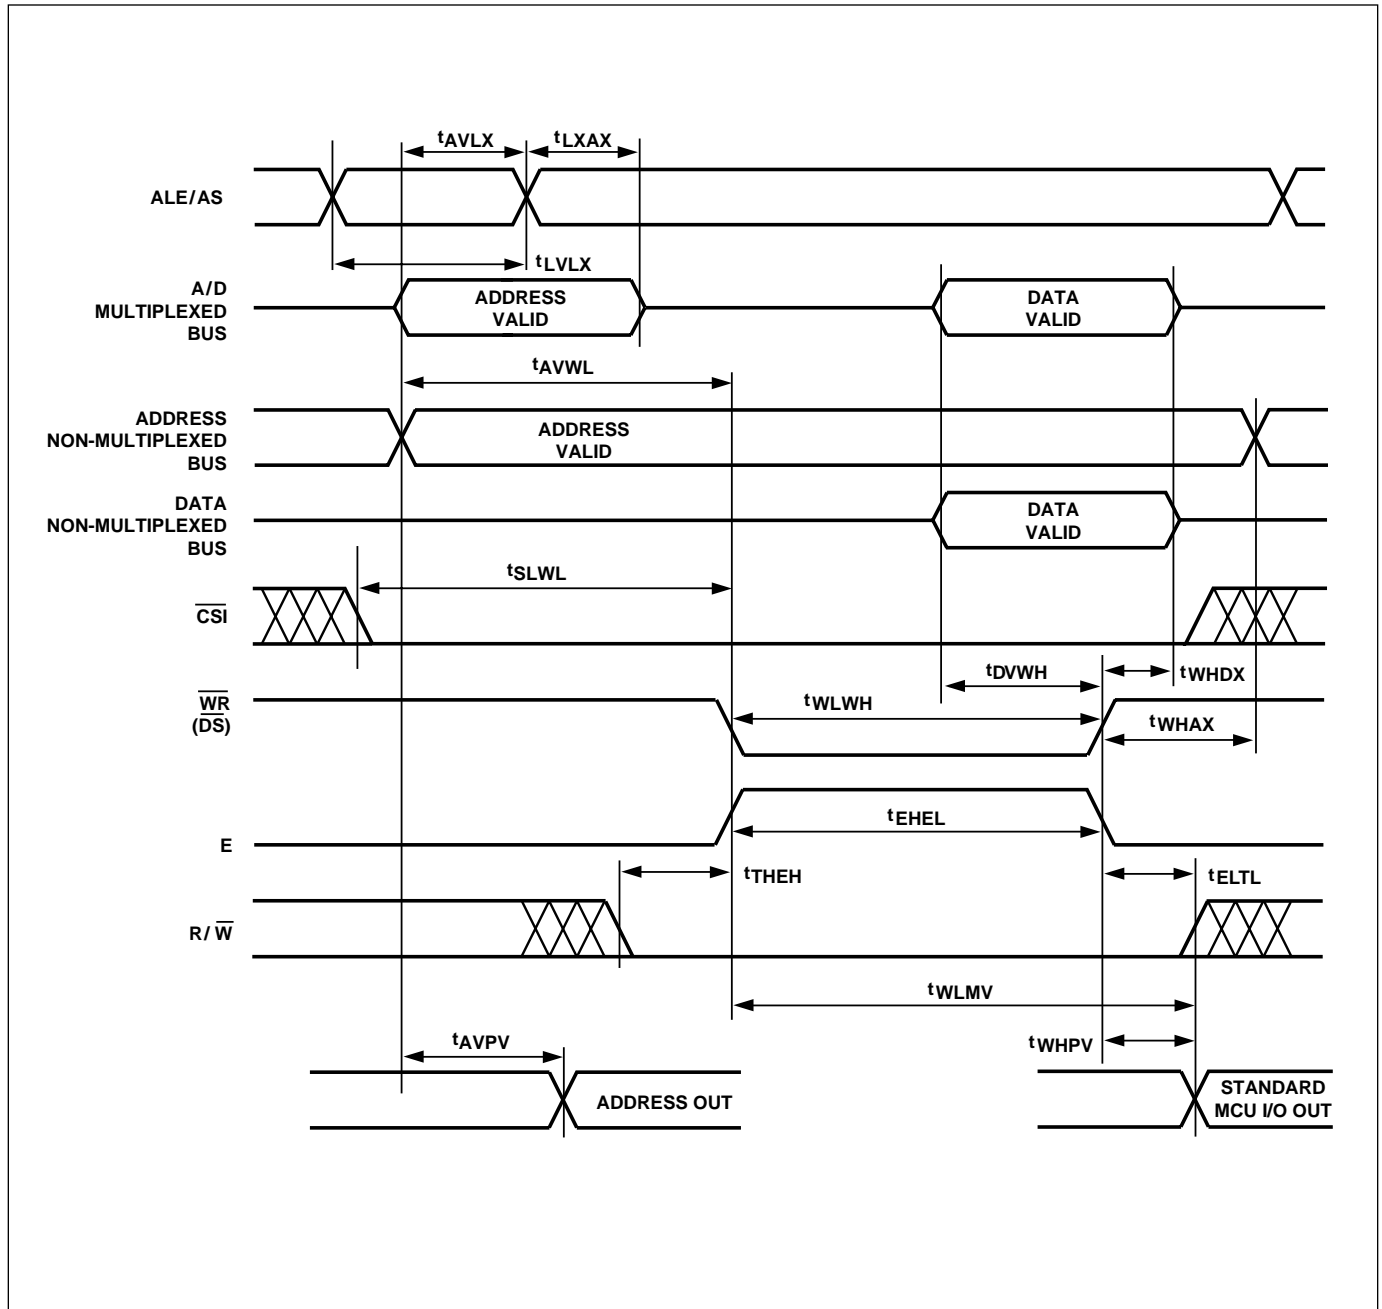 tAVLX tLXAX
ALE/AS
tLVLX
A/D
MULTIPLEXED
BUS
ADDRESS
VALID
DATA
VALID
tAVWL
ADDRESS
NON-MULTIPLEXED
BUS
ADDRESS
VALID
DATA
NON-MULTIPLEXED
BUS
DATA
VALID
tSLWL
CSI
tDVWH tWHDX
WR
(DS)
tWLWH
tWHAX
tEHEL
E
tTHEH tELTL
R/W
tWLMV
tAVPV tWHPV
ADDRESS OUT
STANDARD
MCU I/O OUT